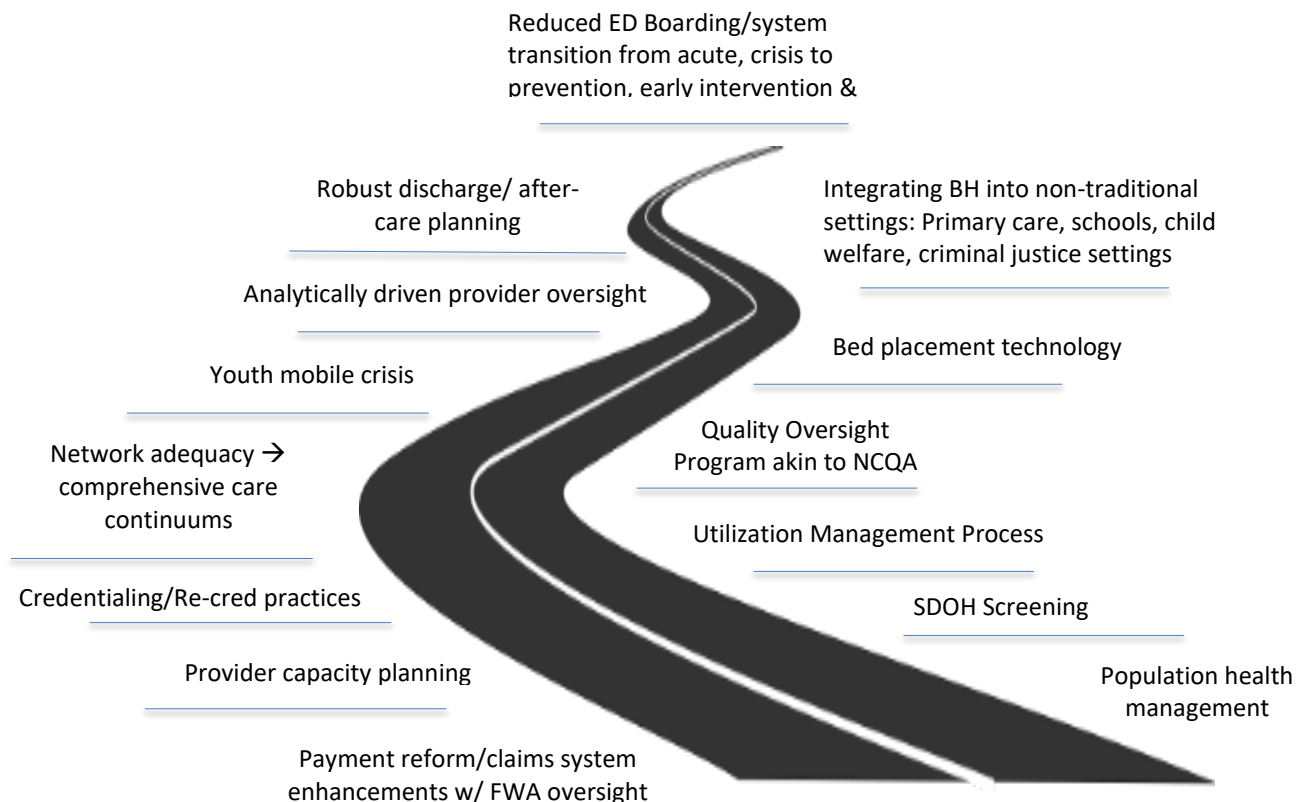 Reduced ED Boarding/system
transition from acute, crisis to
prevention, early intervention &
Robust discharge/ after-
care planning
Integrating BH into non-traditional
settings: Primary care, schools, child
welfare, criminal justice settings
Analytically driven provider oversight
Bed placement technology
Youth mobile crisis
Quality Oversight
Program akin to NCQA
Network adequacy →
comprehensive care
continuums
Utilization Management Process
Credentialing/Re-cred practices
SDOH Screening
Provider capacity planning
Population health
management
Payment reform/claims system
enhancements w/ FWA oversight